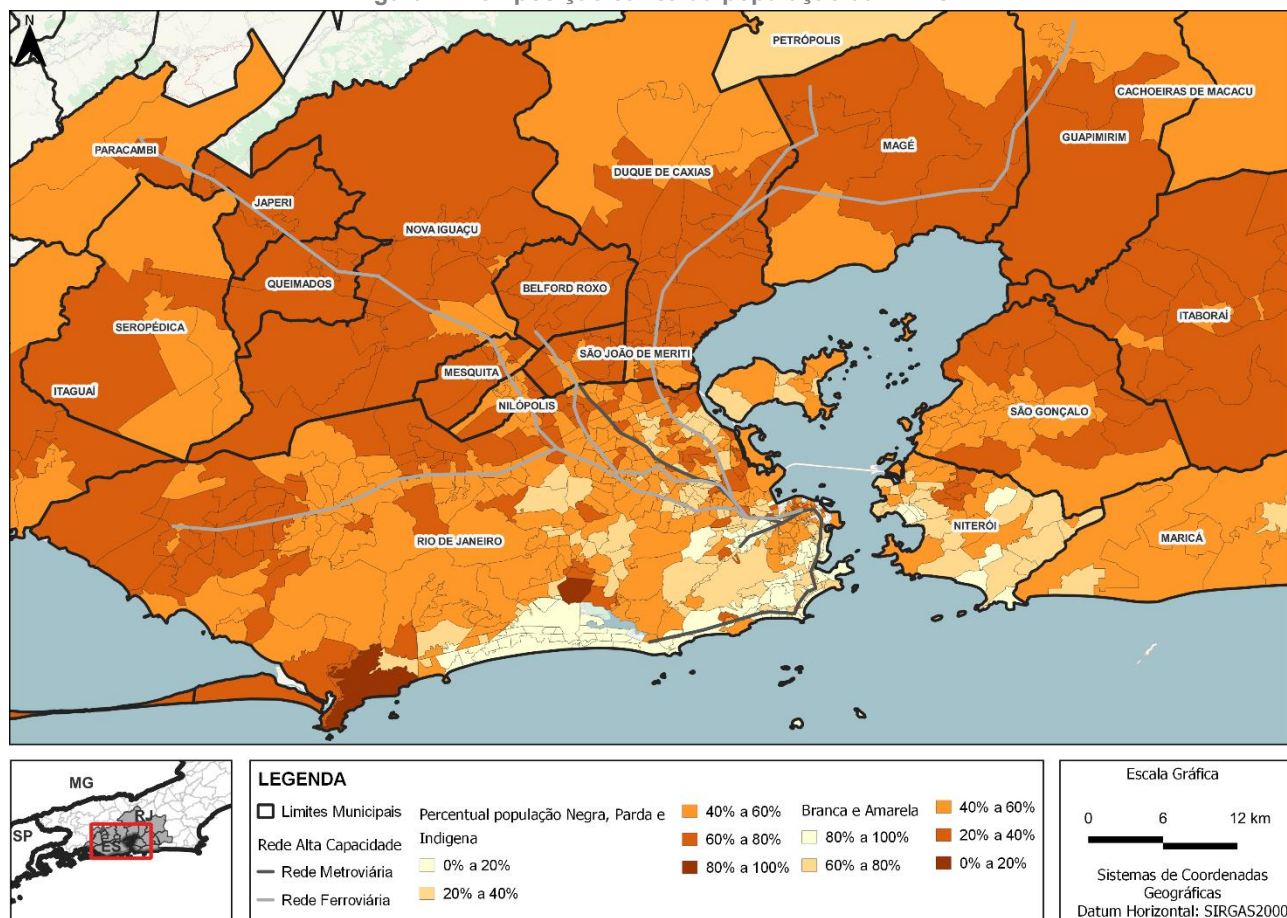 N
PETRÓPOLIS
CACHOEIRAS DE MACACU
PARACAMBI
MAGÉ
GUAPIMIRIM
DUQUE DE CAXIAS
JAPERI
NOVA IGUAÇU
QUEIMADOS
BELFORD ROXO
ITABORAÍ
SEROPÉDICA
SÃO JOÃO DE MERITI
MESQUITA
ITAGUAÍ
NILÓPOLIS
SÃO GONÇALO
NITERÓI
RIO DE JANEIRO
MARICÁ
MG
RJ
SP
ES
LEGENDA
Limites Municipais
Rede Alta Capacidade
Rede Metroviária
Rede Ferroviária
Percentual população Negra, Parda e
Indigena
0% a 20%
20% a 40%
40% a 60%
60% a 80%
80% a 100%
Branca e Amarela
80% a 100%
60% a 80%
40% a 60%
20% a 40%
0% a 20%
Escala Gráfica
0 6 12 km
Sistemas de Coordenadas
Geográficas
Datum Horizontal: SIRGAS2000